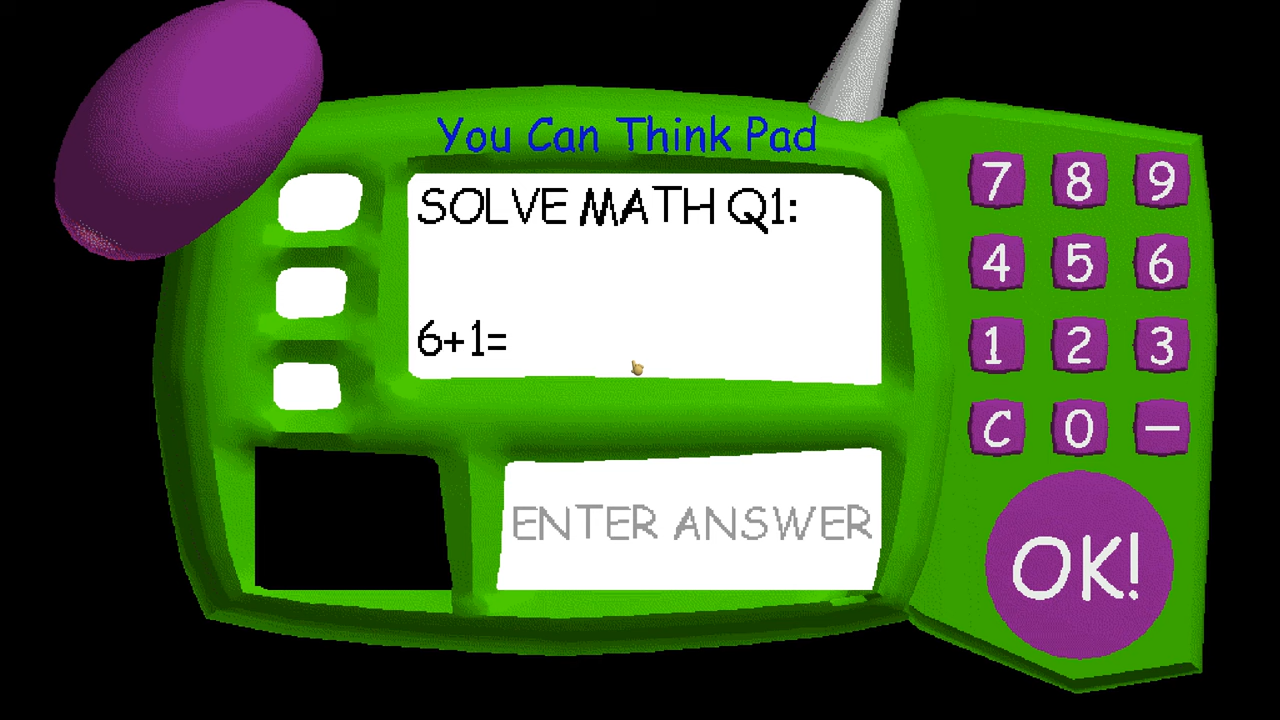 You Can Think Pad
SOLVE MATH Q1:
6+1=
ENTER ANSWER
7 8 9
4 5 6
1 2 3
C 0 —
OK!